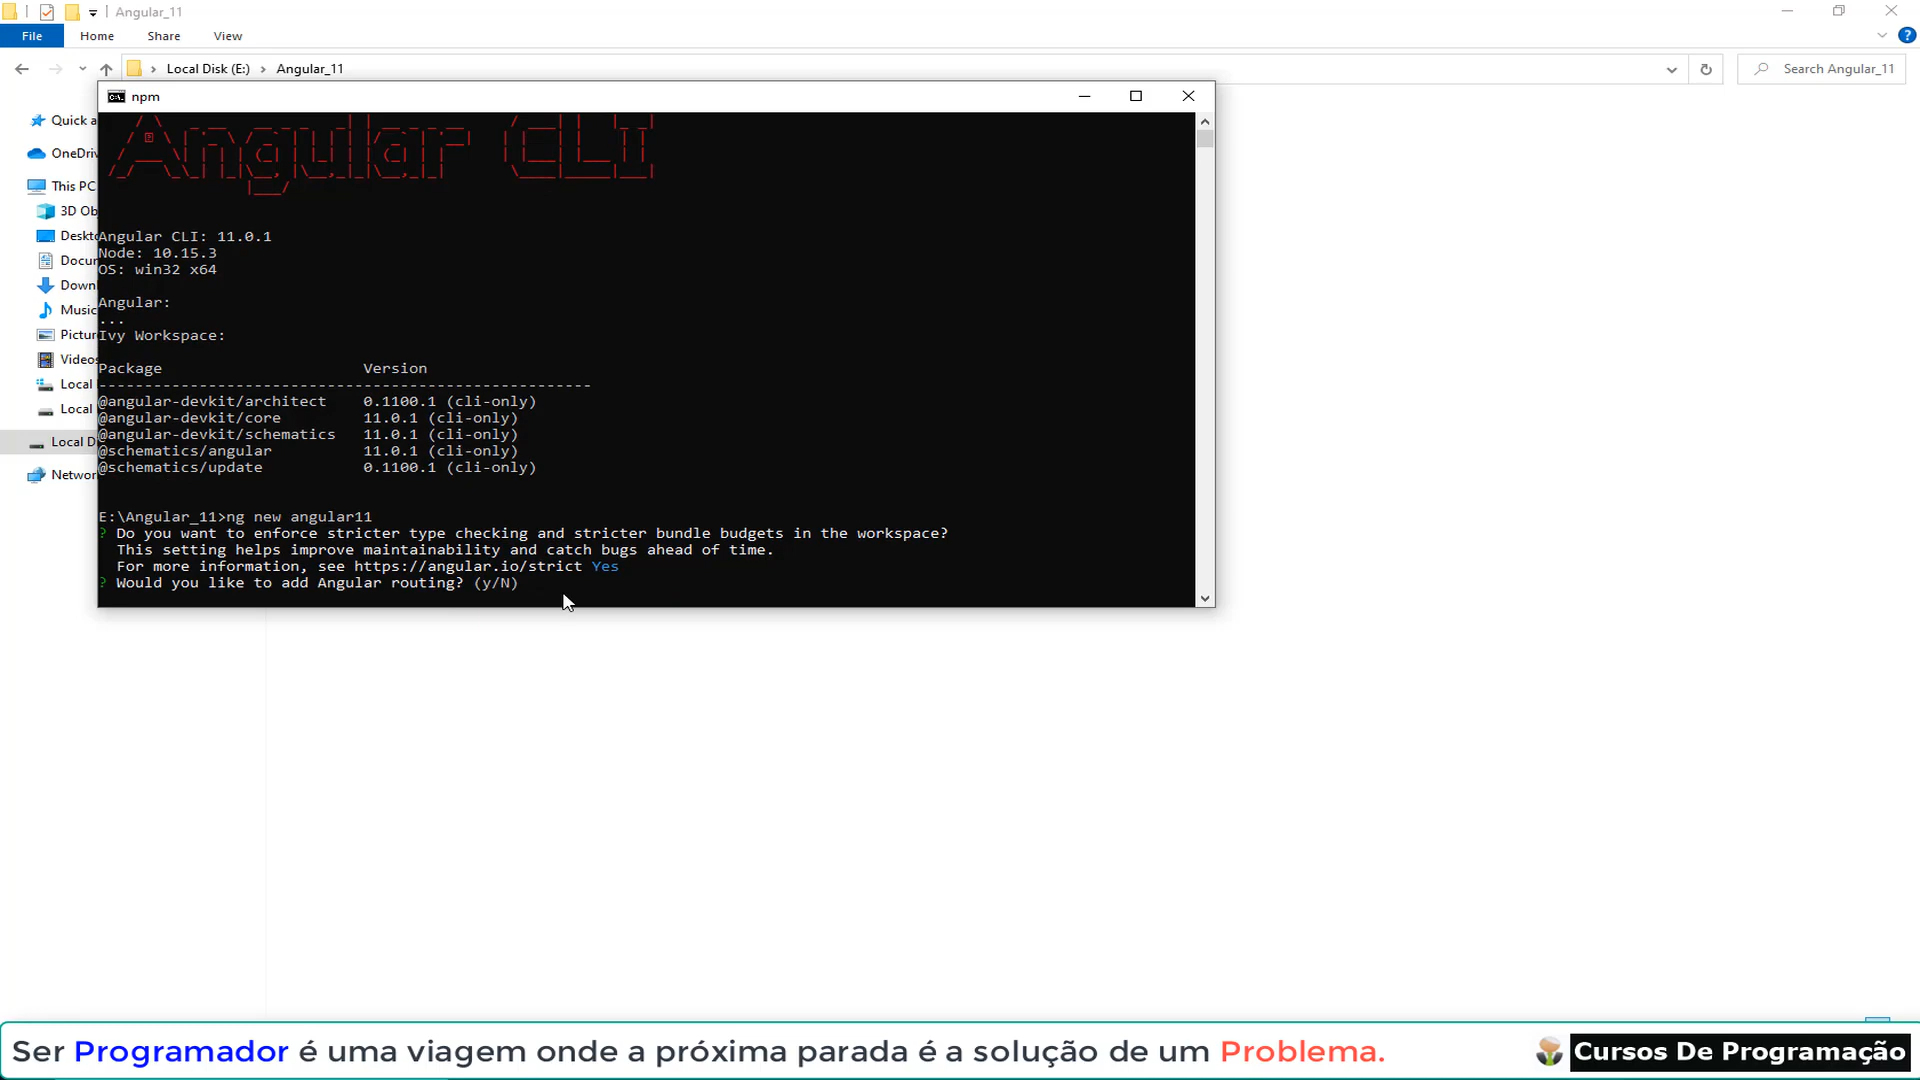 Angular_11
File Home Share View
Local Disk (E:) Angular_11
Search Angular_11
npm
Quick a
OneDriv
This PC
3D Ob
Deskto
Docum
Downl
Music
Pictur
Videos
Local
Local
Local D
Networ
Angular CLI
Angular CLI: 11.0.1
Node: 10.15.3
OS: win32 x64
Angular:
...
Ivy Workspace:
Package Version
------------------------------------------------------
@angular-devkit/architect 0.1100.1 (cli-only)
@angular-devkit/core 11.0.1 (cli-only)
@angular-devkit/schematics 11.0.1 (cli-only)
@schematics/angular 11.0.1 (cli-only)
@schematics/update 0.1100.1 (cli-only)
E:\Angular_11>ng new angular11
? Do you want to enforce stricter type checking and stricter bundle budgets in the workspace?
This setting helps improve maintainability and catch bugs ahead of time.
For more information, see https://angular.io/strict Yes
? Would you like to add Angular routing? (y/N)
Ser Programador é uma viagem onde a próxima parada é a solução de um Problema.
Cursos De Programação